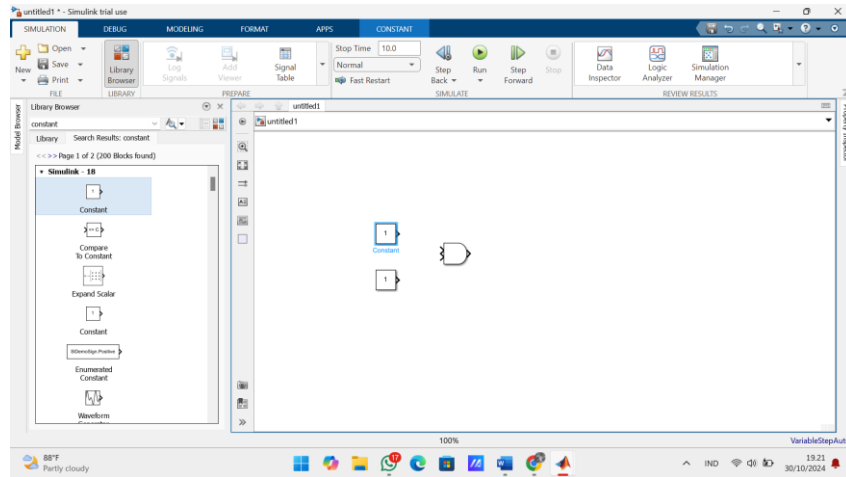 untitled1 * - Simulink trial use
SIMULATION DEBUG MODELING FORMAT APPS CONSTANT
New
Open
Save
Print
FILE
Library Browser
LIBRARY
Log Signals
Add Viewer
Signal Table
PREPARE
Stop Time 10.0
Normal
Fast Restart
Step Back
Run
Step Forward
Stop
SIMULATE
Data Inspector
Logic Analyzer
Simulation Manager
REVIEW RESULTS
Model Browser
Library Browser
constant
Library Search Results: constant
<< >> Page 1 of 2 (200 Blocks found)
Simulink - 18
1
Constant
Compare
To Constant
Expand Scalar
1
Constant
Enumerated
Constant
Waveform
untitled1
untitled1
1
Constant
1
100%
VariableStepAut
88°F
Partly cloudy
17
IND
19.21
30/10/2024